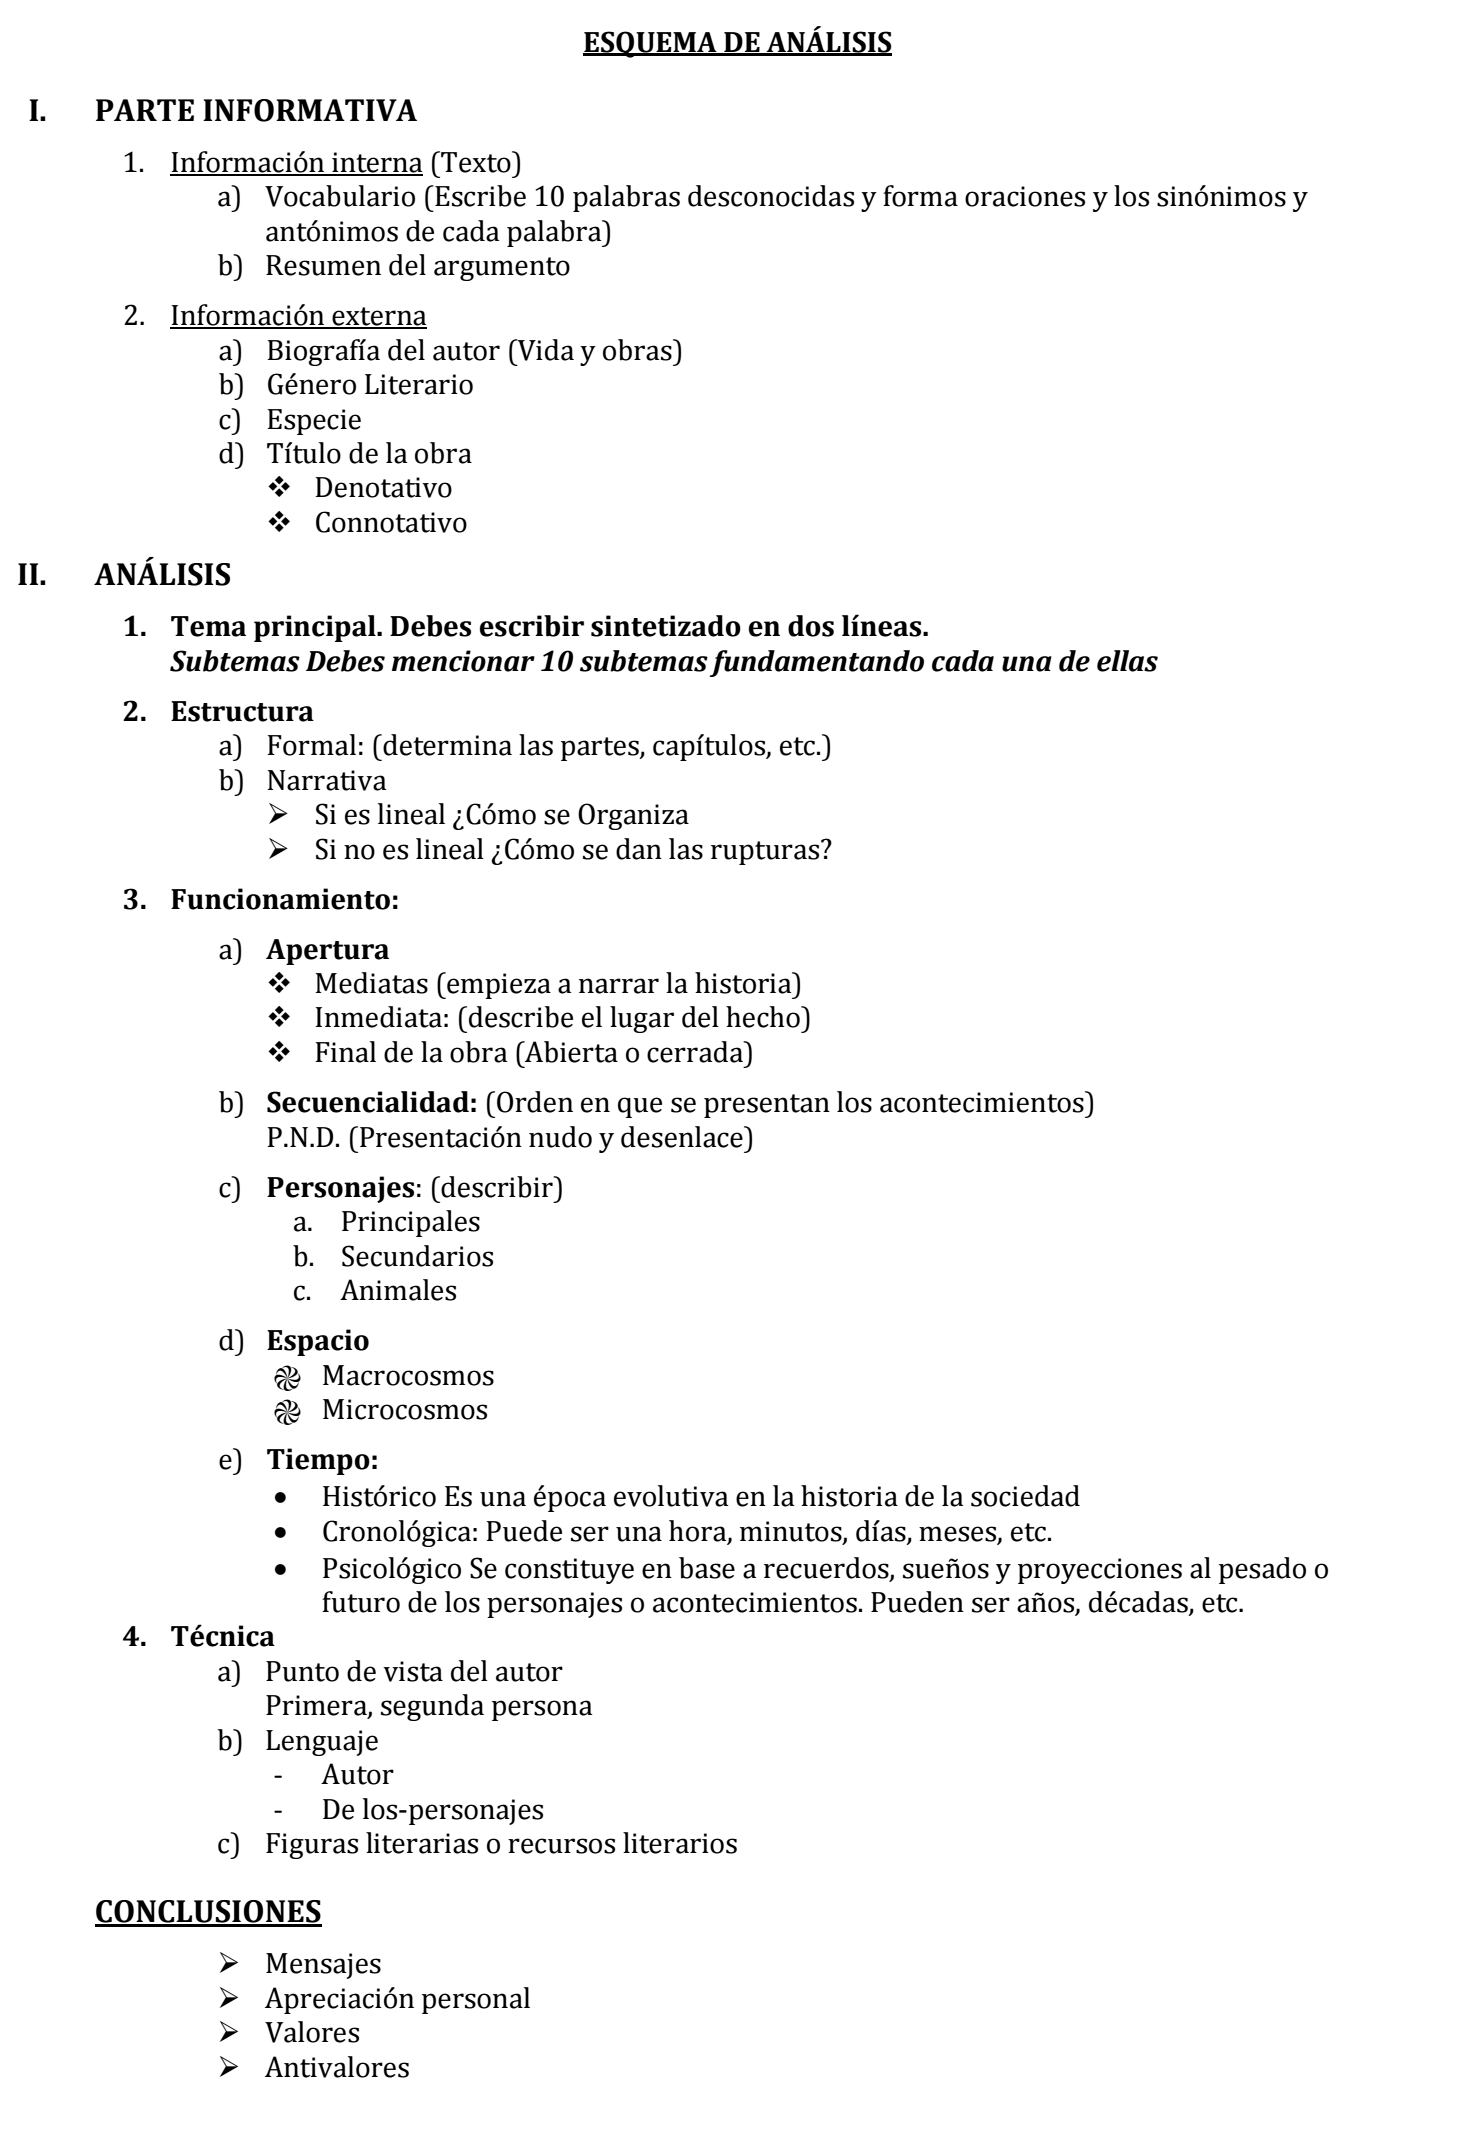 ESQUEMA DE ANÁLISIS
I. PARTE INFORMATIVA
1. Información interna (Texto)
a) Vocabulario (Escribe 10 palabras desconocidas y forma oraciones y los sinónimos y
antónimos de cada palabra)
b) Resumen del argumento
2. Información externa
a) Biografía del autor (Vida y obras)
b) Género Literario
c) Especie
d) Título de la obra
❖ Denotativo
❖ Connotativo
II. ANÁLISIS
1. Tema principal. Debes escribir sintetizado en dos líneas.
Subtemas Debes mencionar 10 subtemas fundamentando cada una de ellas
2. Estructura
a) Formal: (determina las partes, capítulos, etc.)
b) Narrativa
➢ Si es lineal ¿Cómo se Organiza
➢ Si no es lineal ¿Cómo se dan las rupturas?
3. Funcionamiento:
a) Apertura
❖ Mediatas (empieza a narrar la historia)
❖ Inmediata: (describe el lugar del hecho)
❖ Final de la obra (Abierta o cerrada)
b) Secuencialidad: (Orden en que se presentan los acontecimientos)
P.N.D. (Presentación nudo y desenlace)
c) Personajes: (describir)
a. Principales
b. Secundarios
c. Animales
d) Espacio
֍ Macrocosmos
֍ Microcosmos
e) Tiempo:
• Histórico Es una época evolutiva en la historia de la sociedad
• Cronológica: Puede ser una hora, minutos, días, meses, etc.
• Psicológico Se constituye en base a recuerdos, sueños y proyecciones al pesado o
futuro de los personajes o acontecimientos. Pueden ser años, décadas, etc.
4. Técnica
a) Punto de vista del autor
Primera, segunda persona
b) Lenguaje
- Autor
- De los-personajes
c) Figuras literarias o recursos literarios
CONCLUSIONES
➢ Mensajes
➢ Apreciación personal
➢ Valores
➢ Antivalores